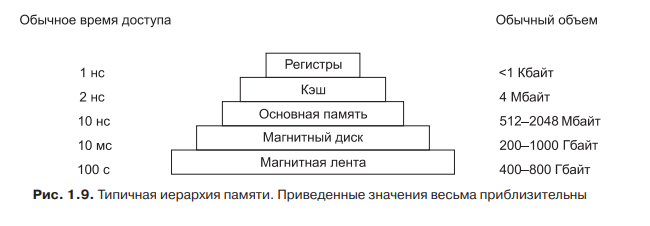 Обычное время доступа Обычный объем
Регистры
1 нс <1 Кбайт
Кэш
2 нс 4 Мбайт
Основная память
10 нс 512–2048 Мбайт
Магнитный диск
10 мс 200–1000 Гбайт
Магнитная лента
100 с 400–800 Гбайт
Рис. 1.9. Типичная иерархия памяти. Приведенные значения весьма приблизительны